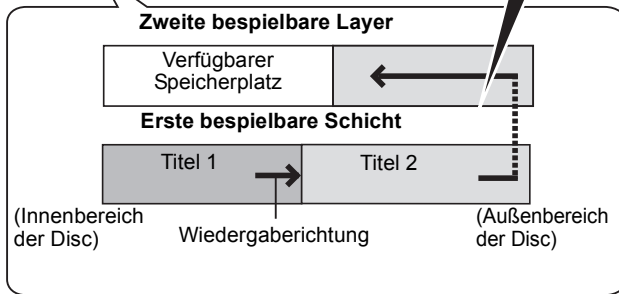 Zweite bespielbare Layer
Verfügbarer
Speicherplatz
Erste bespielbare Schicht
Titel 1
Titel 2
(Innenbereich
der Disc)
Wiedergaberichtung
(Außenbereich
der Disc)